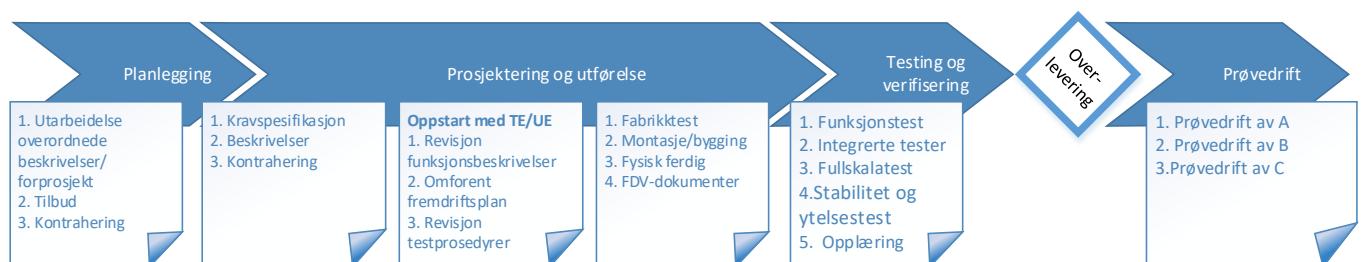 Planlegging
Prosjektering og utførelse
Testing og
verifisering
Over-
levering
Prøvedrift
1. Utarbeidelse
overordnede
beskrivelser/
forprosjekt
2. Tilbud
3. Kontrahering
1. Kravspesifikasjon
2. Beskrivelser
3. Kontrahering
Oppstart med TE/UE
1. Revisjon
funksjonsbeskrivelser
2. Omforent
fremdriftsplan
3. Revisjon
testprosedyrer
1. Fabrikktest
2. Montasje/bygging
3. Fysisk ferdig
4. FDV-dokumenter
1. Funksjonstest
2. Integrerte tester
3. Fullskalatest
4.Stabilitet og
ytelsestest
5. Opplæring
1. Prøvedrift av A
2. Prøvedrift av B
3.Prøvedrift av C